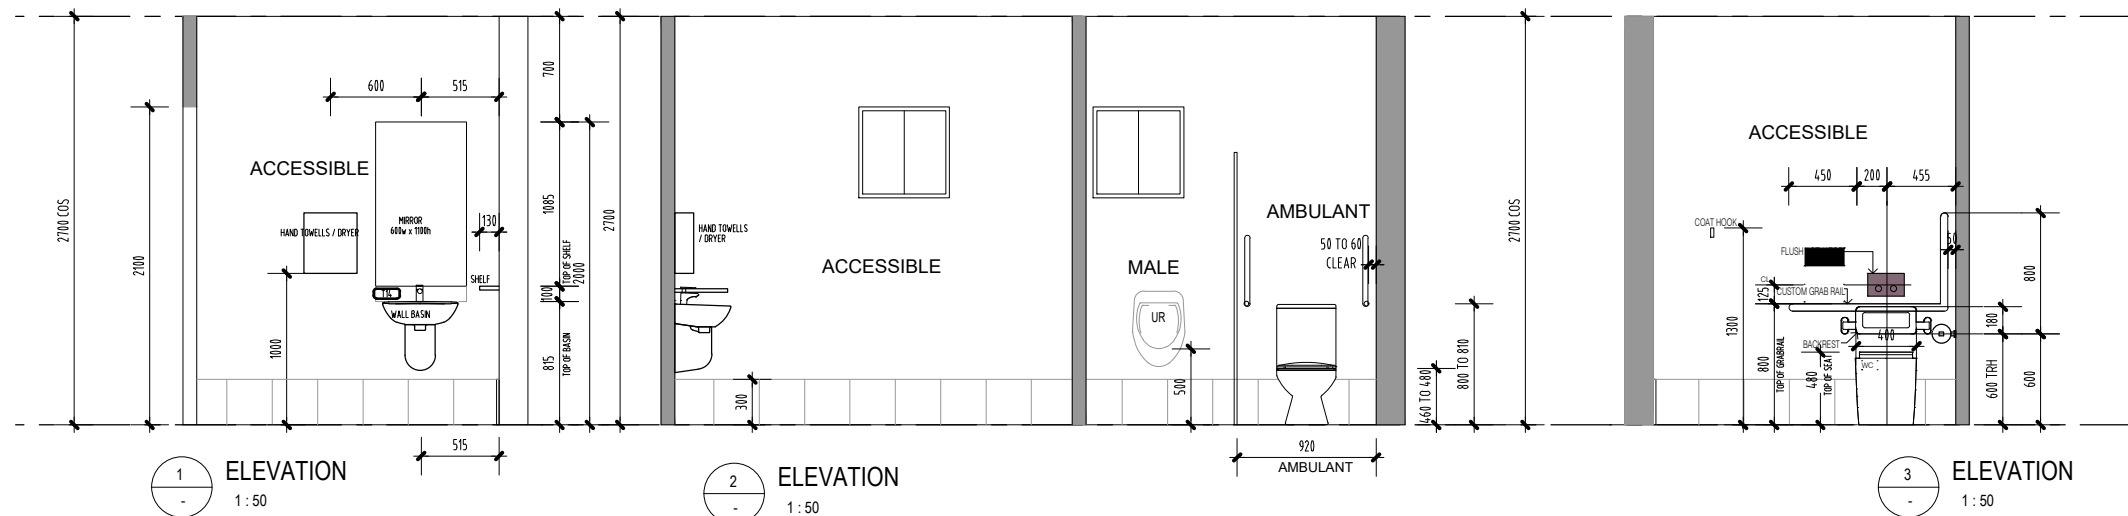 2700 COS
2100
600
515
ACCESSIBLE
MIRROR
600w x 1100h
HAND TOWELLS / DRYER
130
SHELF
WALL BASIN
1000
700
1085
100
815
TOP OF SHELF
2000
TOP OF BASIN
515
1
-
ELEVATION
1 : 50
2700
HAND TOWELLS
/ DRYER
ACCESSIBLE
300
MALE
UR
500
AMBULANT
50 TO 60
CLEAR
460 TO 480
800 TO 810
920
AMBULANT
2
-
ELEVATION
1 : 50
2700 COS
ACCESSIBLE
450
200
455
COAT HOOK
FLUSH
50
CL
125
CUSTOM GRAB RAIL
1300
800
TOP OF GRABRAIL
BACKREST
400
480
TOP OF SEAT
WC
180
600 TRH
800
600
3
-
ELEVATION
1 : 50